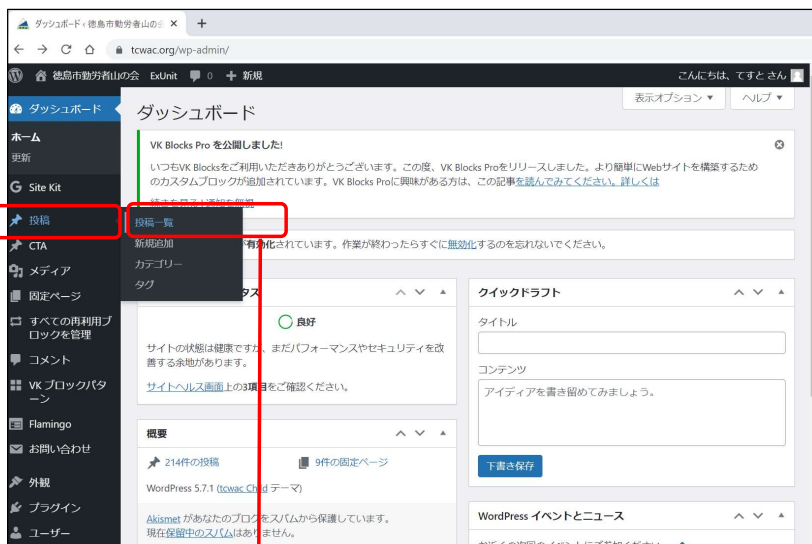 ダッシュボード ‹ 徳島市勤労者山の
tcwac.org/wp-admin/
徳島市勤労者山の会 ExUnit 0 新規
こんにちは、てすと さん
ダッシュボード
ホーム
更新
Site Kit
投稿
CTA
メディア
固定ページ
すべての再利用ブ
ロックを管理
コメント
VK ブロックパタ
ーン
Flamingo
お問い合わせ
外観
プラグイン
ユーザー
投稿一覧
新規追加
カテゴリー
タグ
表示オプション ▼
ヘルプ ▼
ダッシュボード
VK Blocks Pro を公開しました!
いつもVK Blocksをご利用いただきありがとうございます。この度、VK Blocks Proをリリースしました。より簡単にWebサイトを構築するため
のカスタムブロックが追加されています。VK Blocks Proに興味がある方は、この記事を読んでみてください。詳しくは
が有効化されています。作業が終わったらすぐに無効化するのを忘れないでください。
タス
良好
サイトの状態は健康ですが、まだパフォーマンスやセキュリティを改
善する余地があります。
サイトヘルス画面上の3項目をご確認ください。
概要
214件の投稿
9件の固定ページ
WordPress 5.7.1 (tcwac Child テーマ)
Akismet があなたのブログをスパムから保護しています。
現在保留中のスパムはありません。
クイックドラフト
タイトル
コンテンツ
アイディアを書き留めてみましょう。
下書き保存
WordPress イベントとニュース